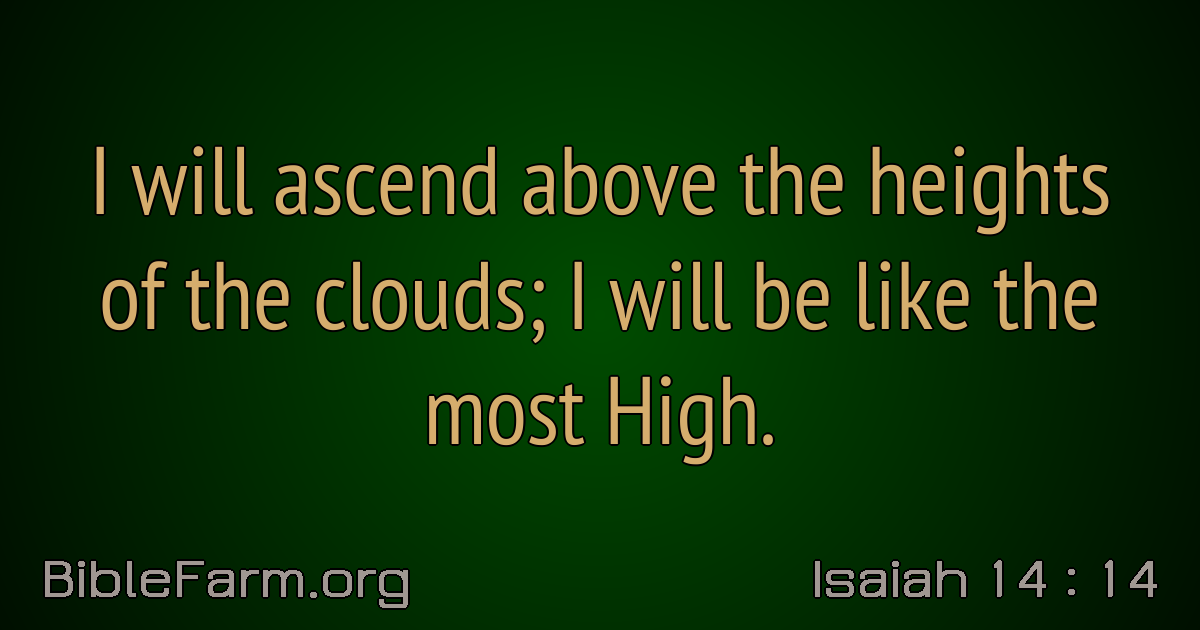 I will ascend above the heights
of the clouds; I will be like the
most High.
BibleFarm.org
Isaiah 14 : 14